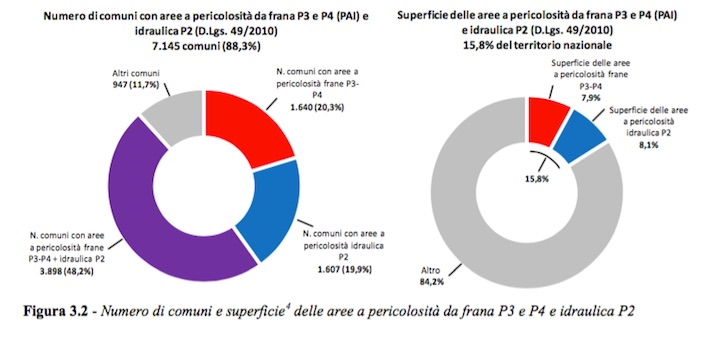 Numero di comuni con aree a pericolosità da frana P3 e P4 (PAI) e
idraulica P2 (D.Lgs. 49/2010)
7.145 comuni (88,3%)
Altri comuni
947 (11,7%)
N. comuni con aree a
pericolosità frane P3-
P4
1.640 (20,3%)
N. comuni con aree
a pericolosità frane
P3-P4 + idraulica P2
3.898 (48,2%)
N. comuni con aree a
pericolosità idraulica
P2
1.607 (19,9%)
Superficie delle aree a pericolosità da frana P3 e P4 (PAI)
e idraulica P2 (D.Lgs. 49/2010)
15,8% del territorio nazionale
Superficie delle aree
a pericolosità frane
P3-P4
7,9%
Superficie delle aree
a pericolosità
idraulica P2
8,1%
15,8%
Altro
84,2%
Figura 3.2 - Numero di comuni e superficie⁴ delle aree a pericolosità da frana P3 e P4 e idraulica P2